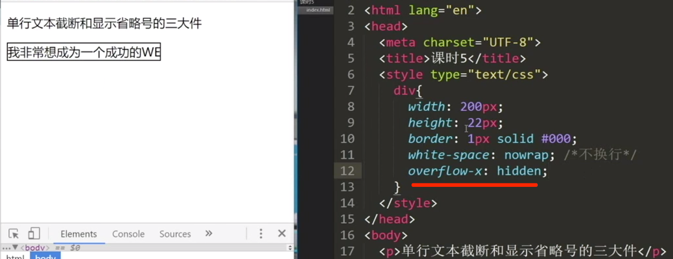 单行文本截断和显示省略号的三大件
我非常想成为一个成功的WE
Elements Console Sources »
<body> == $0
html body
index.html
2 <html lang="en">
3 <head>
4 <meta charset="UTF-8">
5 <title>课时5</title>
6 <style type="text/css">
7 div{
8 width: 200px;
9 height: 22px;
10 border: 1px solid #000;
11 white-space: nowrap; /*不换行*/
12 overflow-x: hidden;
13 }
14 </style>
15 </head>
16 <body>
17 <p>单行文本截断和显示省略号的三大件</p>